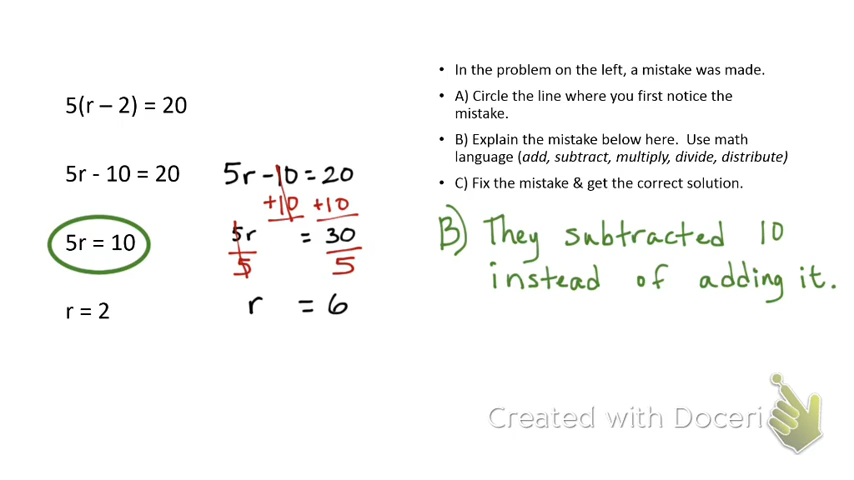 5(r – 2) = 20
5r - 10 = 20
5r = 10
r = 2
5r - 10 = 20
+10 +10
5r = 30
5 5
r = 6
• In the problem on the left, a mistake was made.
• A) Circle the line where you first notice the
mistake.
• B) Explain the mistake below here. Use math
language (add, subtract, multiply, divide, distribute)
• C) Fix the mistake & get the correct solution.
B) They subtracted 10
instead of adding it.
Created with Doceri